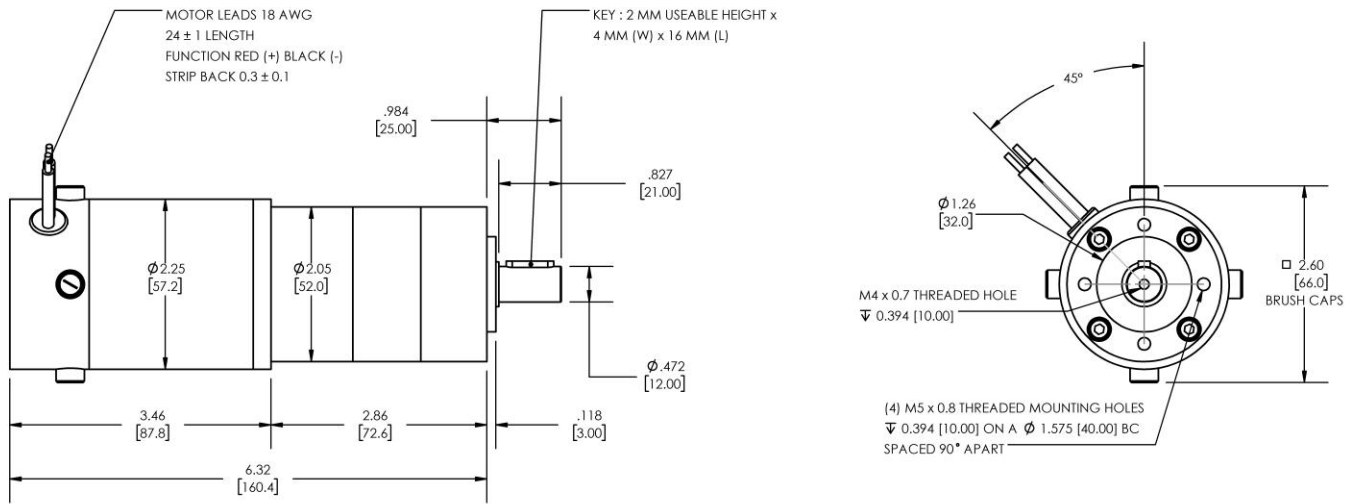 MOTOR LEADS 18 AWG
24 ± 1 LENGTH
FUNCTION RED (+) BLACK (-)
STRIP BACK 0.3 ± 0.1
KEY : 2 MM USEABLE HEIGHT x
4 MM (W) x 16 MM (L)
.984
[25.00]
.827
[21.00]
Ø2.25
[57.2]
Ø2.05
[52.0]
Ø.472
[12.00]
3.46
[87.8]
2.86
[72.6]
.118
[3.00]
6.32
[160.4]
45°
Ø1.26
[32.0]
M4 x 0.7 THREADED HOLE
↧ 0.394 [10.00]
□ 2.60
[66.0]
BRUSH CAPS
(4) M5 x 0.8 THREADED MOUNTING HOLES
↧ 0.394 [10.00] ON A Ø 1.575 [40.00] BC
SPACED 90° APART